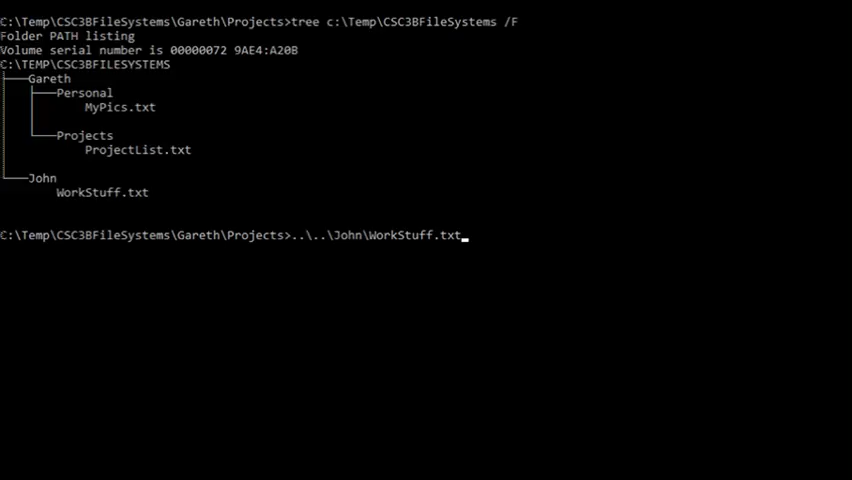 C:\Temp\CSC3BFileSystems\Gareth\Projects>tree c:\Temp\CSC3BFileSystems /F
Folder PATH listing
Volume serial number is 00000072 9AE4:A20B
C:\TEMP\CSC3BFILESYSTEMS
├───Gareth
│   ├───Personal
│   │       MyPics.txt
│   │
│   └───Projects
│           ProjectList.txt
│
└───John
        WorkStuff.txt
C:\Temp\CSC3BFileSystems\Gareth\Projects>..\..\John\WorkStuff.txt